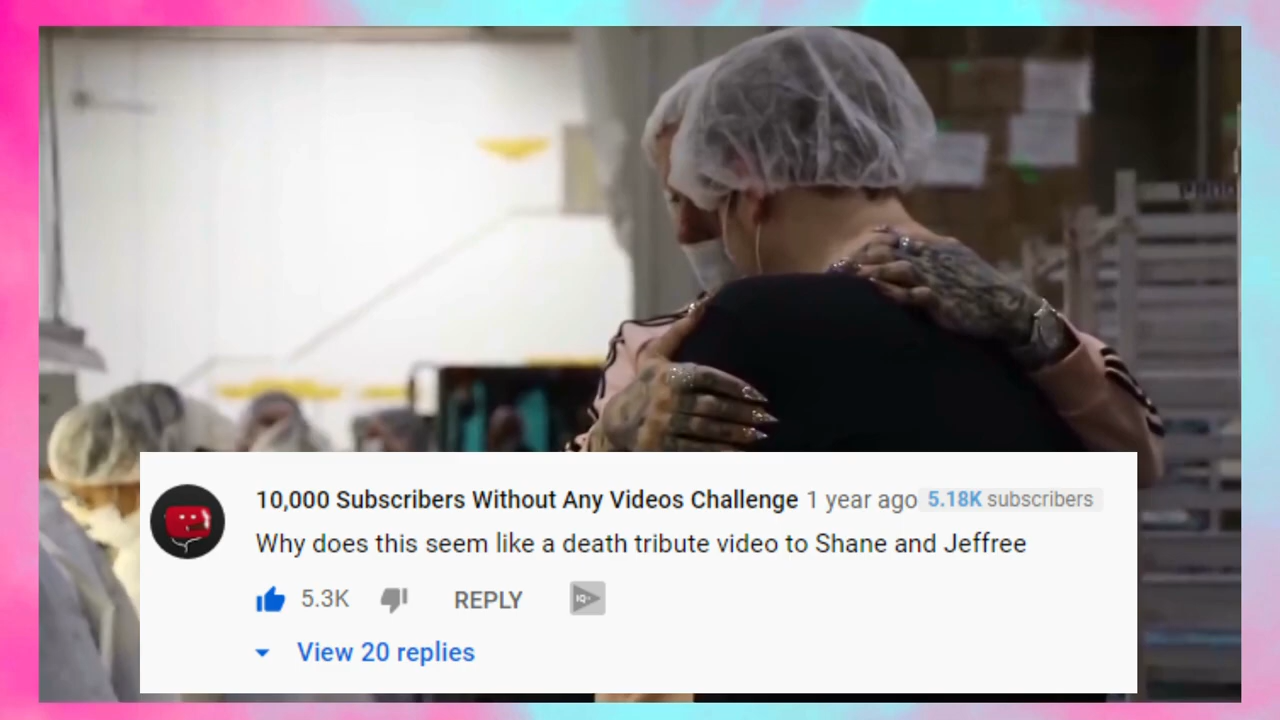 10,000 Subscribers Without Any Videos Challenge 1 year ago 5.18K subscribers
Why does this seem like a death tribute video to Shane and Jeffree
5.3K REPLY IQ
View 20 replies